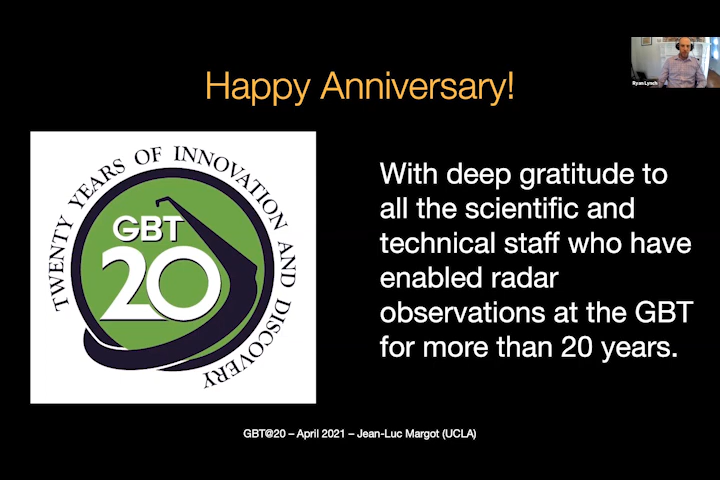 Happy Anniversary!
Ryan Lynch
TWENTY YEARS OF INNOVATION AND DISCOVERY
GBT
20
With deep gratitude to
all the scientific and
technical staff who have
enabled radar
observations at the GBT
for more than 20 years.
GBT@20 – April 2021 – Jean-Luc Margot (UCLA)